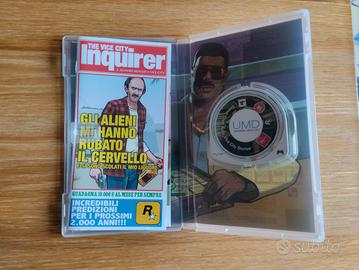 THE VICE CITY
Inquirer
GLI ALIENI
MI HANNO
RUBATO
IL CERVELLO
GUADAGNA 10.000 $ AL MESE PER SEMPRE
INCREDIBILI
PREDIZIONI
PER I PROSSIMI
2.000 ANNI!!!
R
UMD
SUBITO